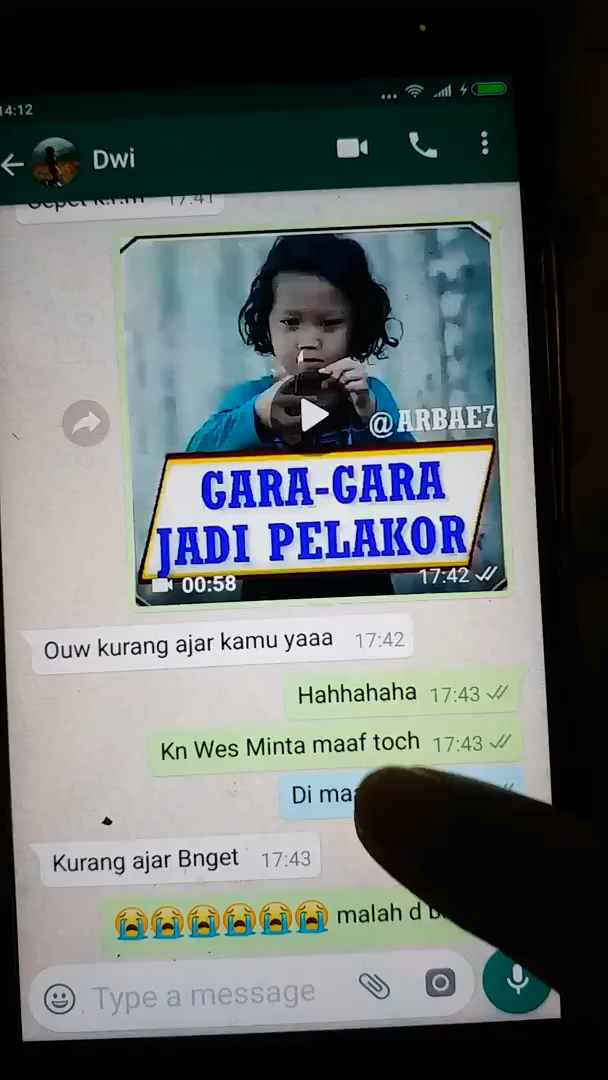 14:12
Dwi
17:41
@ARBAE7
GARA-GARA
JADI PELAKOR
00:58
17:42
Ouw kurang ajar kamu yaaa 17:42
Hahhahaha 17:43
Kn Wes Minta maaf toch 17:43
Di
Kurang ajar Bnget 17:43
😭😭😭😭😭😭 malah d
Type a message